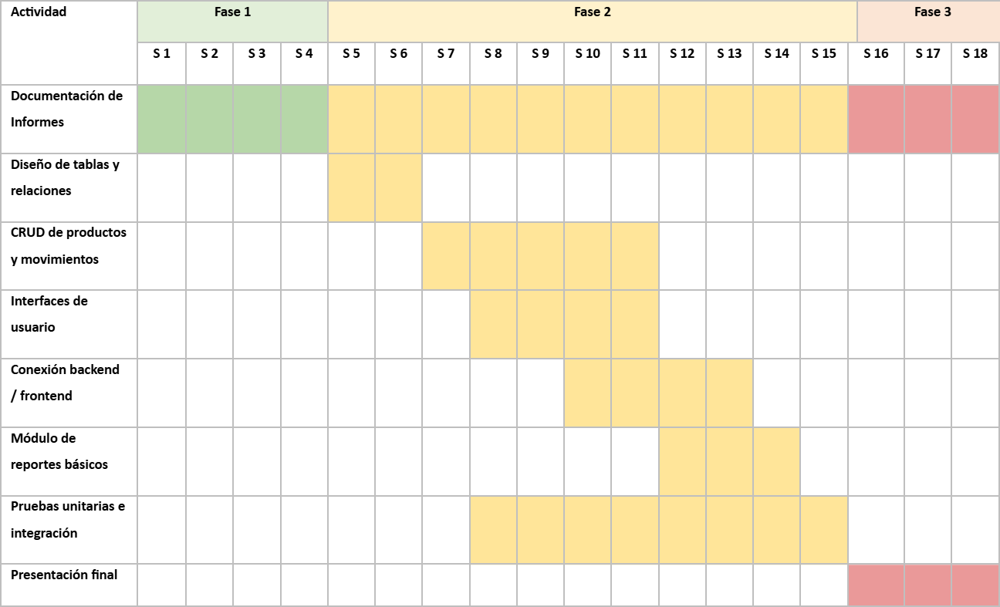 Actividad Fase 1 Fase 2 Fase 3
S 1 S 2 S 3 S 4 S 5 S 6 S 7 S 8 S 9 S 10 S 11 S 12 S 13 S 14 S 15 S 16 S 17 S 18
Documentación de
Informes
Diseño de tablas y
relaciones
CRUD de productos
y movimientos
Interfaces de
usuario
Conexión backend
/ frontend
Módulo de
reportes básicos
Pruebas unitarias e
integración
Presentación final